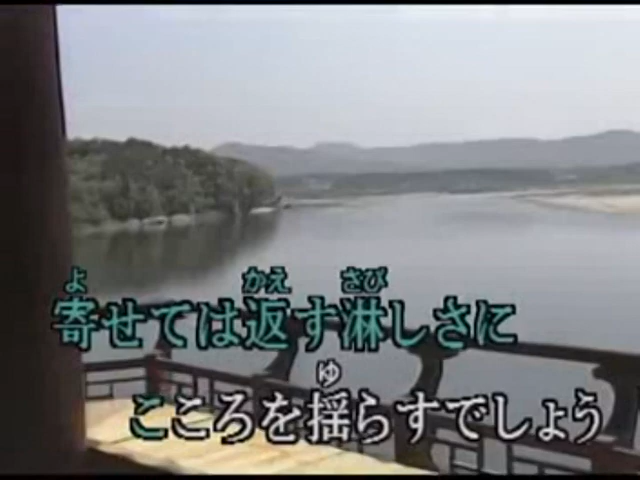 よ かえ さび
寄せては返す淋しさに
ゆ
こころを揺らすでしょう